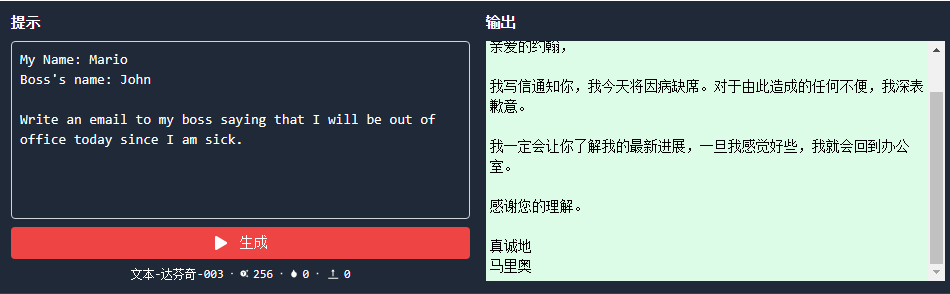 提示
My Name: Mario
Boss's name: John
Write an email to my boss saying that I will be out of
office today since I am sick.
生成
文本-达芬奇-003 · 256 · 0 · 0
输出
亲爱的约翰，
我写信通知你，我今天将因病缺席。对于由此造成的任何不便，我深表
歉意。
我一定会让你了解我的最新进展，一旦我感觉好些，我就会回到办公
室。
感谢您的理解。
真诚地
马里奥